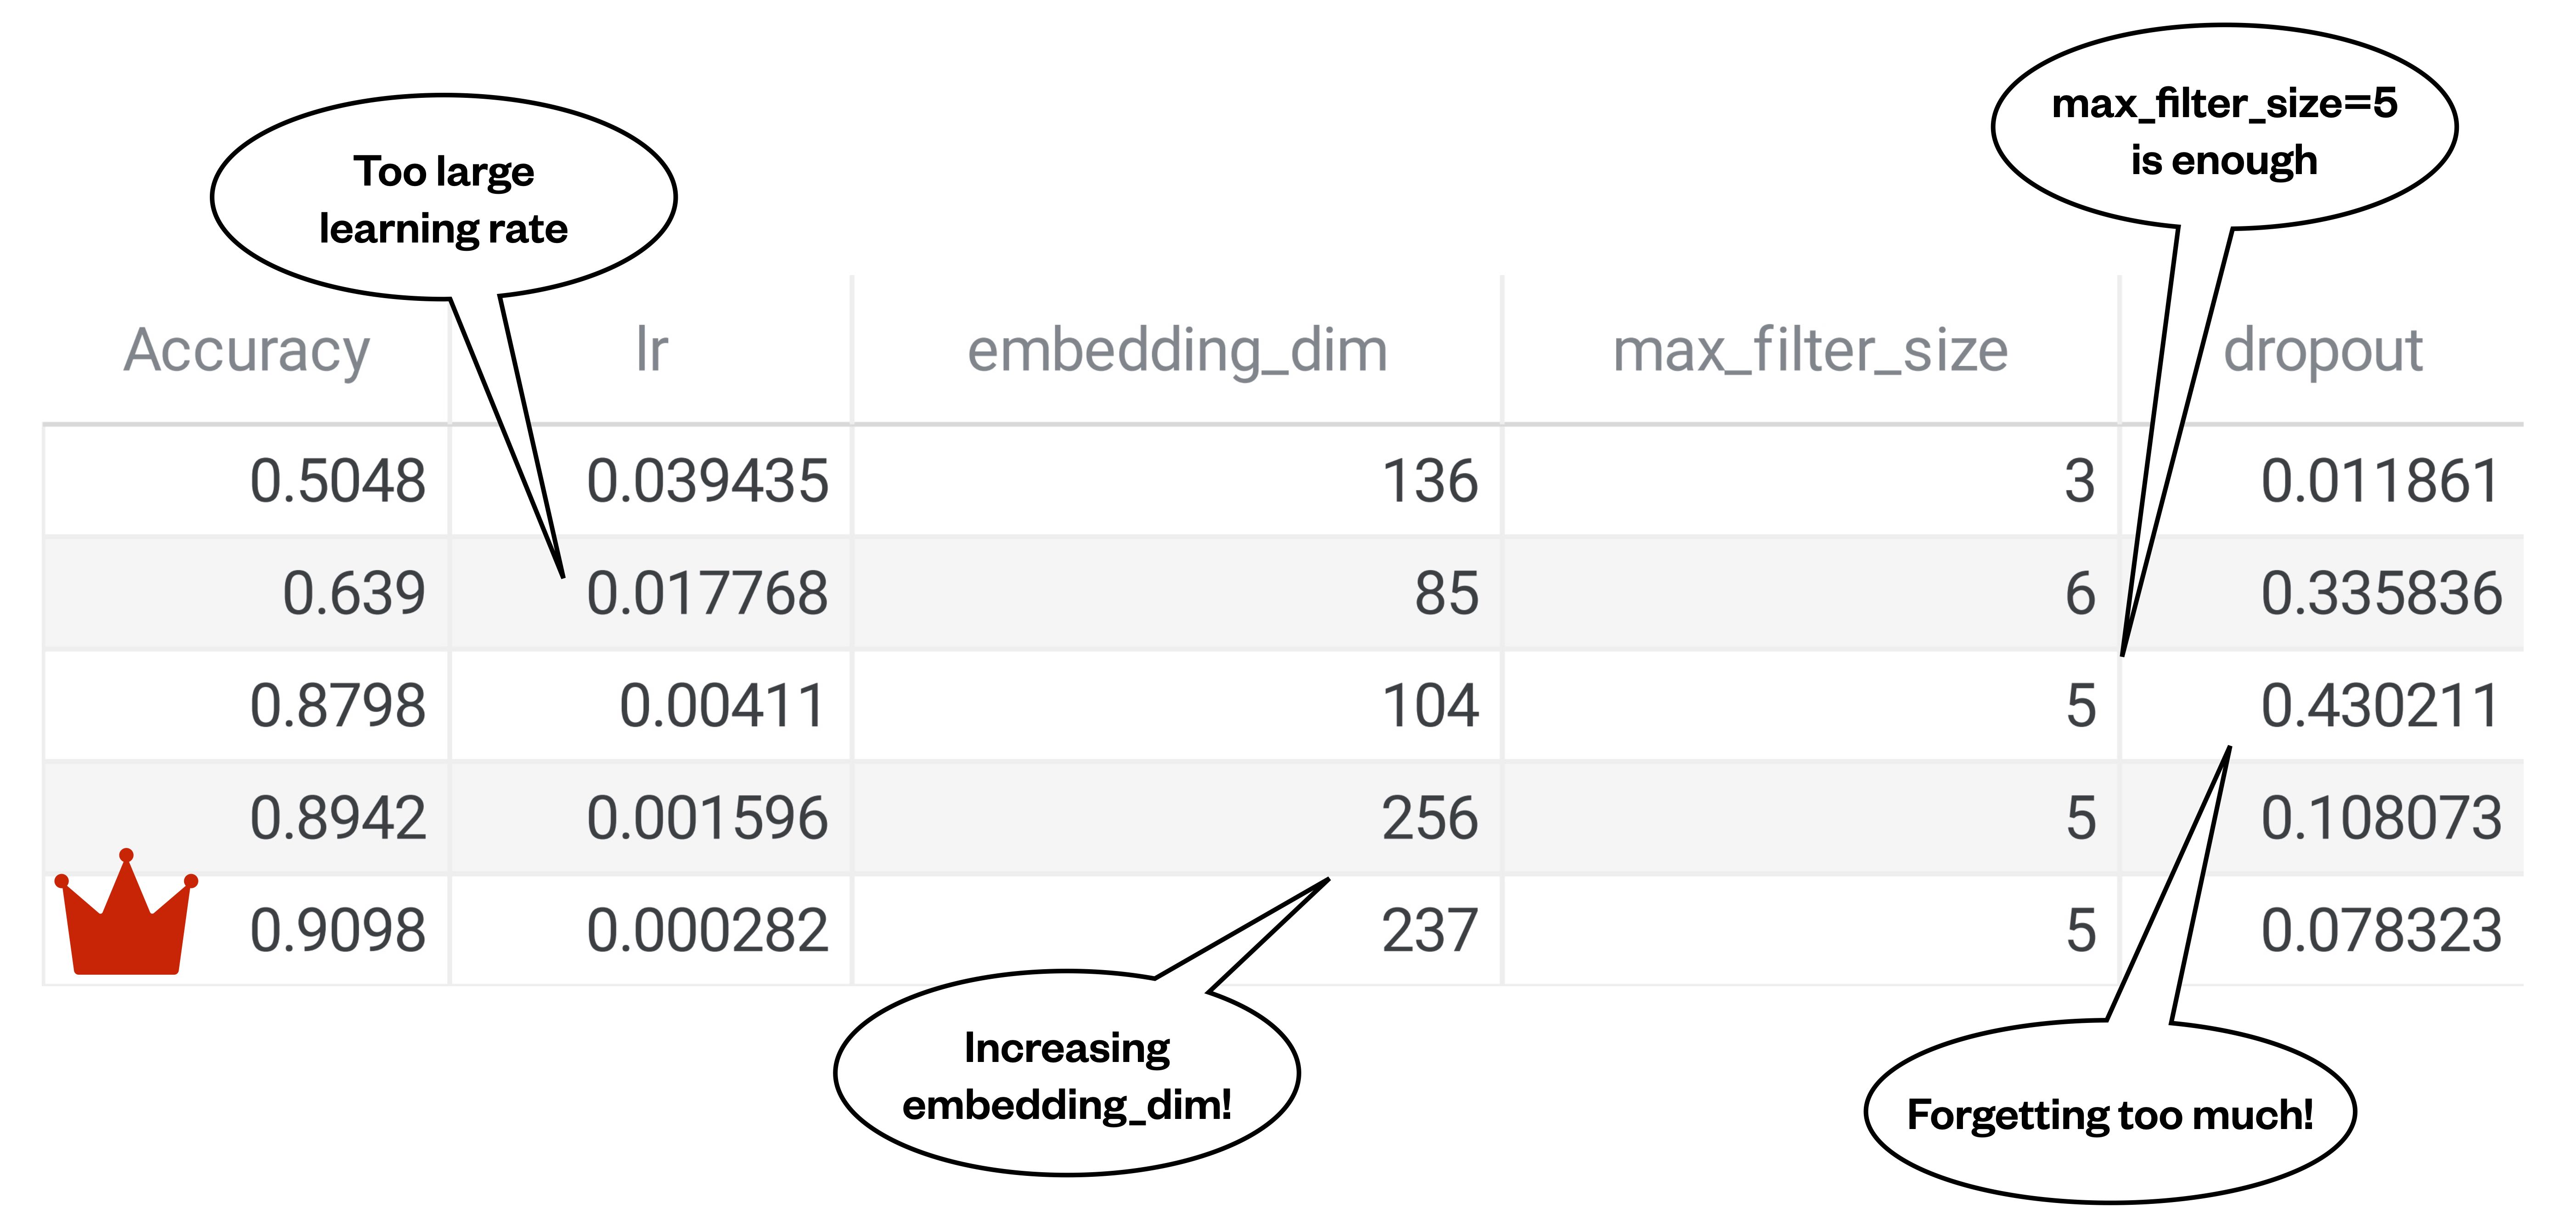 max_filter_size=5
is enough
Too large
learning rate
Accuracy lr embedding_dim max_filter_size dropout
0.5048 0.039435 136 3 0.011861
0.639 0.017768 85 6 0.335836
0.8798 0.00411 104 5 0.430211
0.8942 0.001596 256 5 0.108073
0.9098 0.000282 237 5 0.078323
Increasing
embedding_dim!
Forgetting too much!